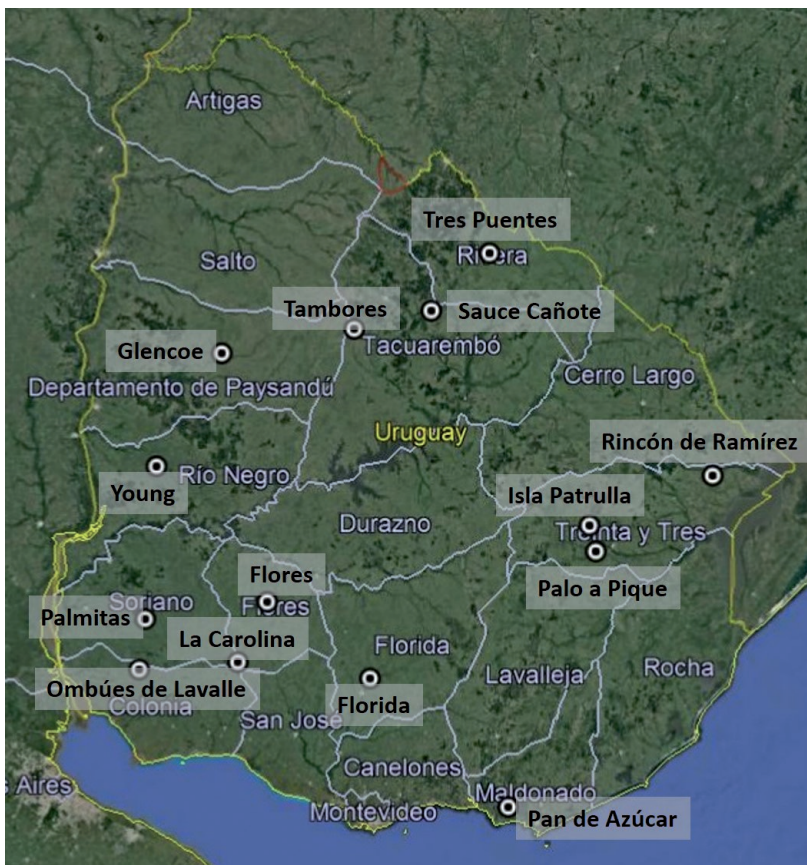 Artigas
Tres Puentes
Rivera
Salto
Tambores
Sauce Cañote
Glencoe
Tacuarembó
Departamento de Paysandú
Cerro Largo
Uruguay
Rincón de Ramírez
Río Negro
Young
Isla Patrulla
Durazno
Treinta y Tres
Flores
Palo a Pique
Soriano
Flores
Palmitas
La Carolina
Florida
Rocha
Lavalleja
Ombúes de Lavalle
Colonia
Florida
San José
Canelones
s Aires
Maldonado
Montevideo
Pan de Azúcar